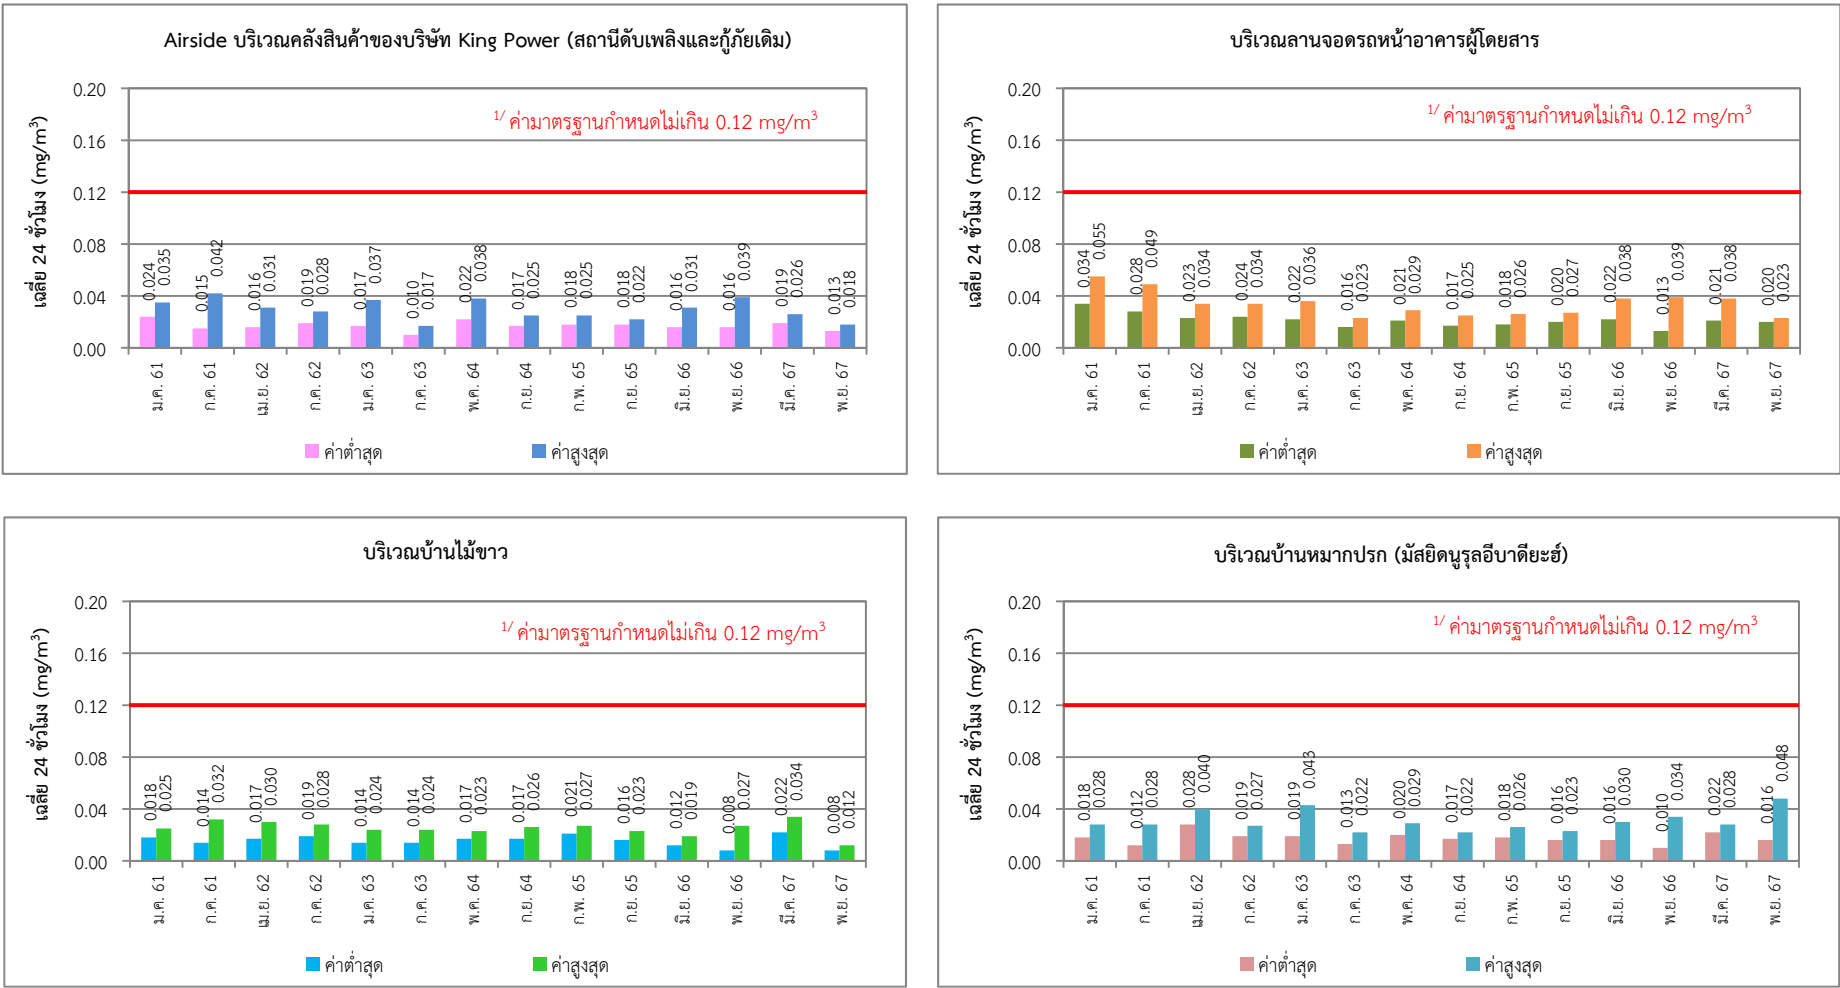 Airside บริเวณคลังสินค้าของบริษัท King Power (สถานีดับเพลิงและกู้ภัยเดิม)
เฉลี่ย 24 ชั่วโมง (mg/m³)
0.20
0.16
0.12
0.08
0.04
0.00
¹/ ค่ามาตรฐานกำหนดไม่เกิน 0.12 mg/m³
0.024 0.035 0.015 0.042 0.016 0.031 0.019 0.028 0.017 0.037 0.010 0.017 0.022 0.038 0.017 0.025 0.018 0.025 0.018 0.022 0.016 0.031 0.016 0.039 0.019 0.026 0.013 0.018
ม.ค. 61 ก.ค. 61 เม.ย. 62 ก.ค. 62 ม.ค. 63 ก.ค. 63 พ.ค. 64 ก.ย. 64 ก.พ. 65 ก.ย. 65 มิ.ย. 66 พ.ย. 66 มี.ค. 67 พ.ย. 67
ค่าต่ำสุด ค่าสูงสุด
บริเวณลานจอดรถหน้าอาคารผู้โดยสาร
เฉลี่ย 24 ชั่วโมง (mg/m³)
0.20
0.16
0.12
0.08
0.04
0.00
¹/ ค่ามาตรฐานกำหนดไม่เกิน 0.12 mg/m³
0.034 0.055 0.028 0.049 0.023 0.034 0.024 0.034 0.022 0.036 0.016 0.023 0.021 0.029 0.017 0.025 0.018 0.026 0.020 0.027 0.022 0.038 0.013 0.039 0.021 0.038 0.020 0.023
ม.ค. 61 ก.ค. 61 เม.ย. 62 ก.ค. 62 ม.ค. 63 ก.ค. 63 พ.ค. 64 ก.ย. 64 ก.พ. 65 ก.ย. 65 มิ.ย. 66 พ.ย. 66 มี.ค. 67 พ.ย. 67
ค่าต่ำสุด ค่าสูงสุด
บริเวณบ้านไม้ขาว
เฉลี่ย 24 ชั่วโมง (mg/m³)
0.20
0.16
0.12
0.08
0.04
0.00
¹/ ค่ามาตรฐานกำหนดไม่เกิน 0.12 mg/m³
0.018 0.025 0.014 0.032 0.017 0.030 0.019 0.028 0.014 0.024 0.014 0.024 0.017 0.023 0.017 0.026 0.021 0.027 0.016 0.023 0.012 0.019 0.008 0.027 0.022 0.034 0.008 0.012
ม.ค. 61 ก.ค. 61 เม.ย. 62 ก.ค. 62 ม.ค. 63 ก.ค. 63 พ.ค. 64 ก.ย. 64 ก.พ. 65 ก.ย. 65 มิ.ย. 66 พ.ย. 66 มี.ค. 67 พ.ย. 67
ค่าต่ำสุด ค่าสูงสุด
บริเวณบ้านหมากปรก (มัสยิดนูรุลอีบาดียะฮ์)
เฉลี่ย 24 ชั่วโมง (mg/m³)
0.20
0.16
0.12
0.08
0.04
0.00
¹/ ค่ามาตรฐานกำหนดไม่เกิน 0.12 mg/m³
0.018 0.028 0.012 0.028 0.028 0.040 0.019 0.027 0.019 0.043 0.013 0.022 0.020 0.029 0.017 0.022 0.018 0.026 0.016 0.023 0.016 0.030 0.010 0.034 0.022 0.028 0.016 0.048
ม.ค. 61 ก.ค. 61 เม.ย. 62 ก.ค. 62 ม.ค. 63 ก.ค. 63 พ.ค. 64 ก.ย. 64 ก.พ. 65 ก.ย. 65 มิ.ย. 66 พ.ย. 66 มี.ค. 67 พ.ย. 67
ค่าต่ำสุด ค่าสูงสุด